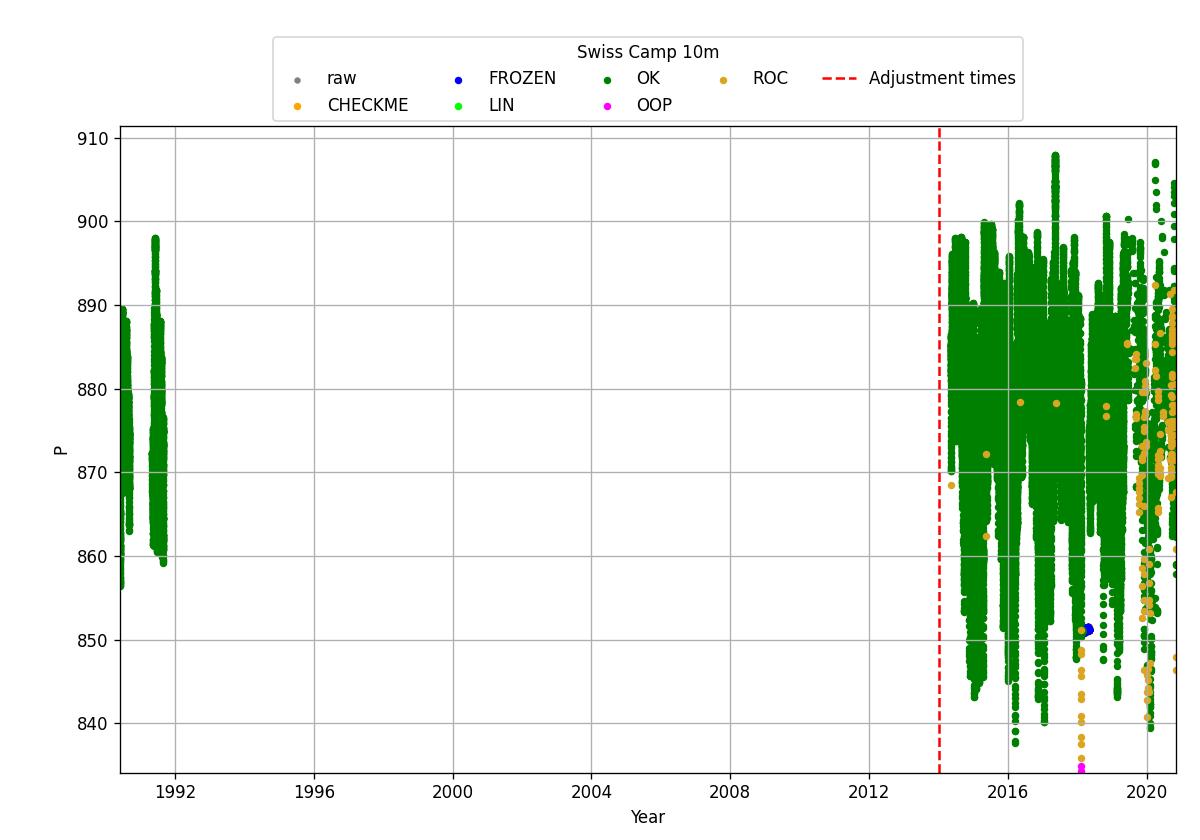 Swiss Camp 10m
raw FROZEN OK ROC Adjustment times
CHECKME LIN OOP
910
900
890
880
870
860
850
840
P
1992 1996 2000 2004 2008 2012 2016 2020
Year